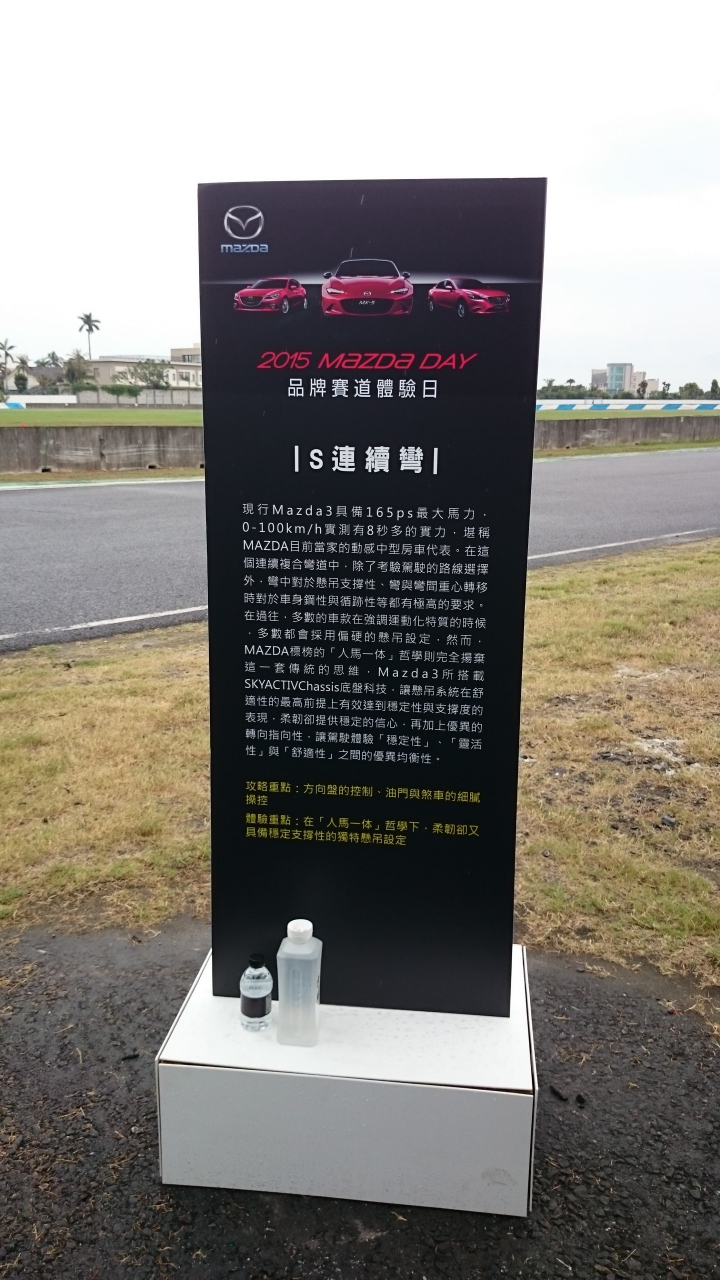 mazda
MX-5
2015 mazda DAY
品牌賽道體驗日
|S連續彎|
現行Mazda3具備165ps最大馬力，
0-100km/h實測有8秒多的實力，堪稱
MAZDA目前當家的動感中型房車代表。在這
個連續複合彎道中，除了考驗駕駛的路線選擇
外，彎中對於懸吊支撐性、彎與彎間重心轉移
時對於車身鋼性與循跡性等都有極高的要求。
在過往，多數的車款在強調運動化特質的時候
，多數都會採用偏硬的懸吊設定，然而，
MAZDA標榜的「人馬一体」哲學則完全揚棄
這一套傳統的思維，Mazda3所搭載
SKYACTIVChassis底盤科技，讓懸吊系統在舒
適性的最高前提上有效達到穩定性與支撐度的
表現，柔韌卻提供穩定的信心，再加上優異的
轉向指向性，讓駕駛體驗「穩定性」、「靈活
性」與「舒適性」之間的優異均衡性。
攻略重點：方向盤的控制、油門與煞車的細膩
操控
體驗重點：在「人馬一体」哲學下，柔韌卻又
具備穩定支撐性的獨特懸吊設定